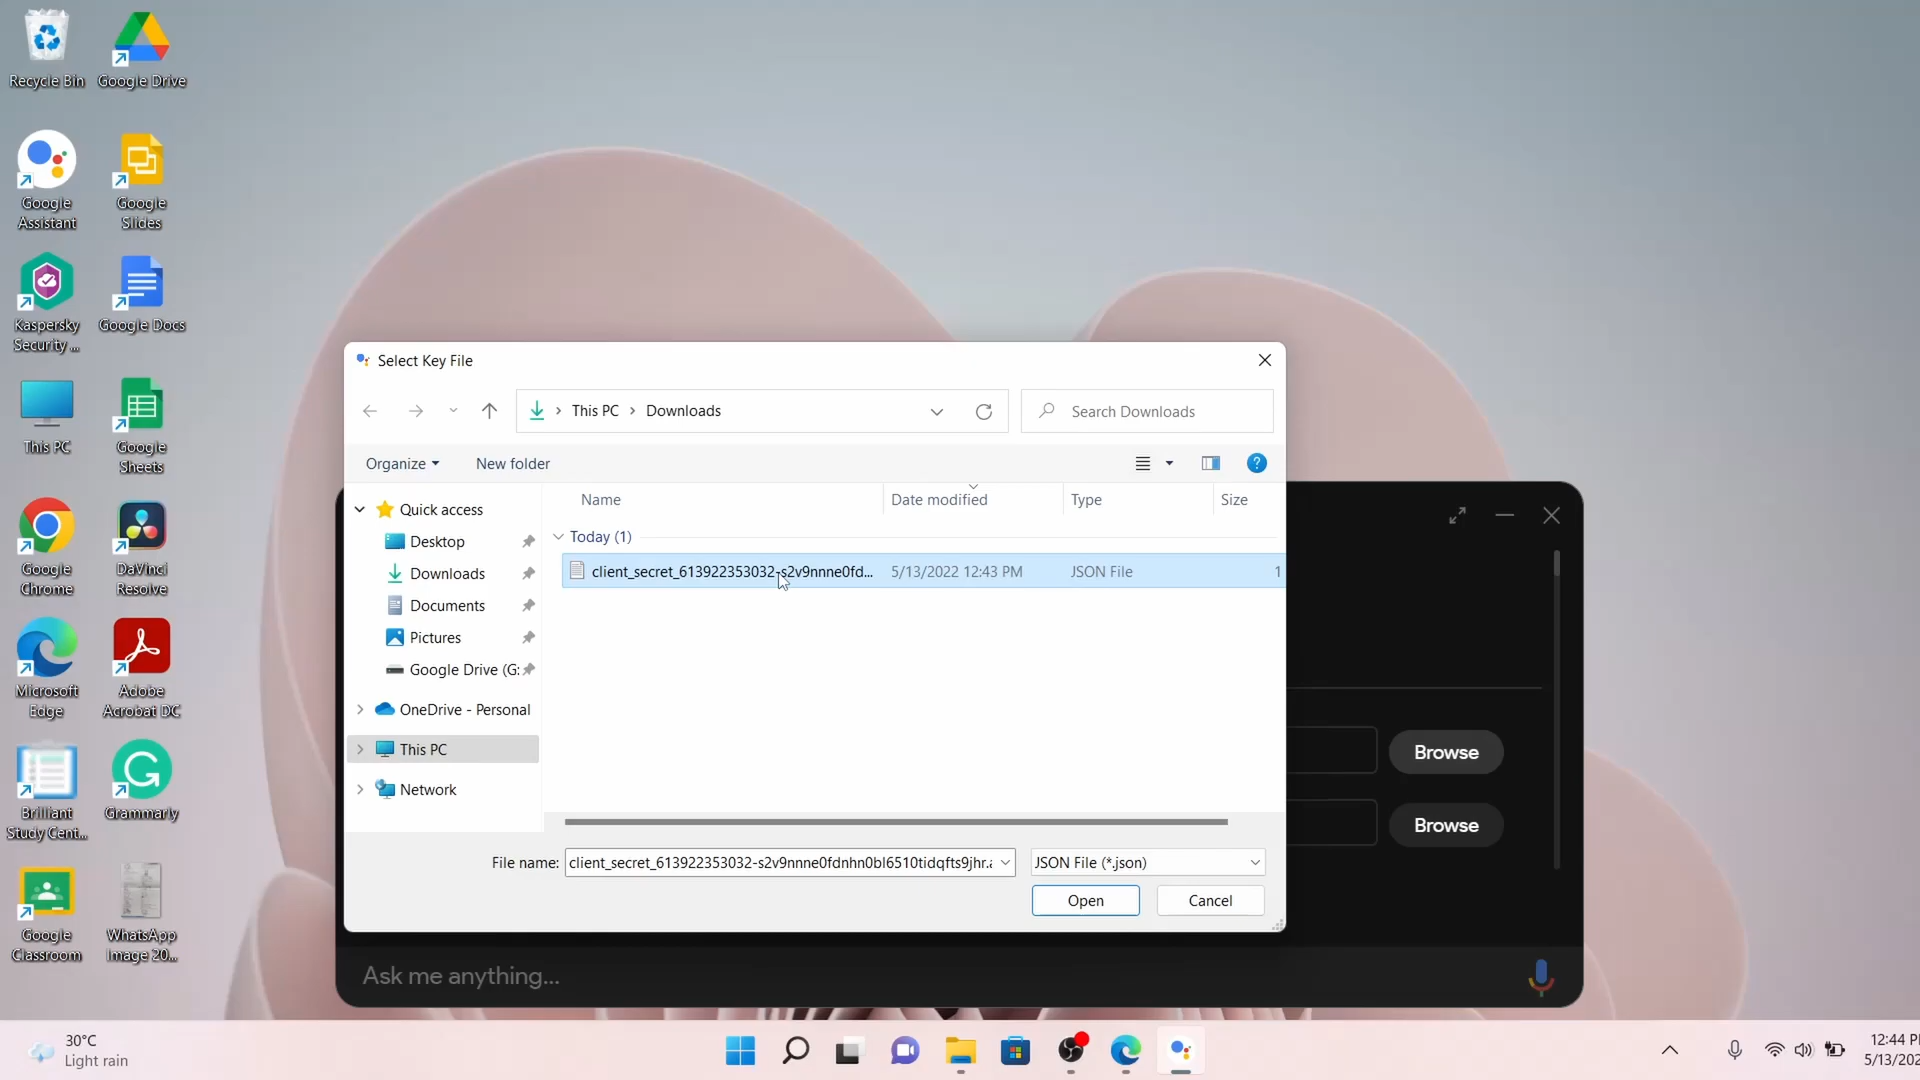 Recycle Bin
Google Drive
Google
Assistant
Google
Slides
Kaspersky
Security ...
Google Docs
This PC
Google
Sheets
Google
Chrome
DaVinci
Resolve
Microsoft
Edge
Adobe
Acrobat DC
Brilliant
Study Cent...
Grammarly
Google
Classroom
WhatsApp
Image 20...
Select Key File
This PC > Downloads
Search Downloads
Organize
New folder
Name
Date modified
Type
Size
Quick access
Desktop
Downloads
Documents
Pictures
Google Drive (G:
OneDrive - Personal
This PC
Network
Today (1)
client_secret_613922353032-s2v9nnne0fd...
5/13/2022 12:43 PM
JSON File
1
File name:
client_secret_613922353032-s2v9nnne0fdnhn0bl6510tidqfts9jhr.a
JSON File (*.json)
Open
Cancel
Browse
Browse
Ask me anything...
30°C
Light rain
12:44 P
5/13/202